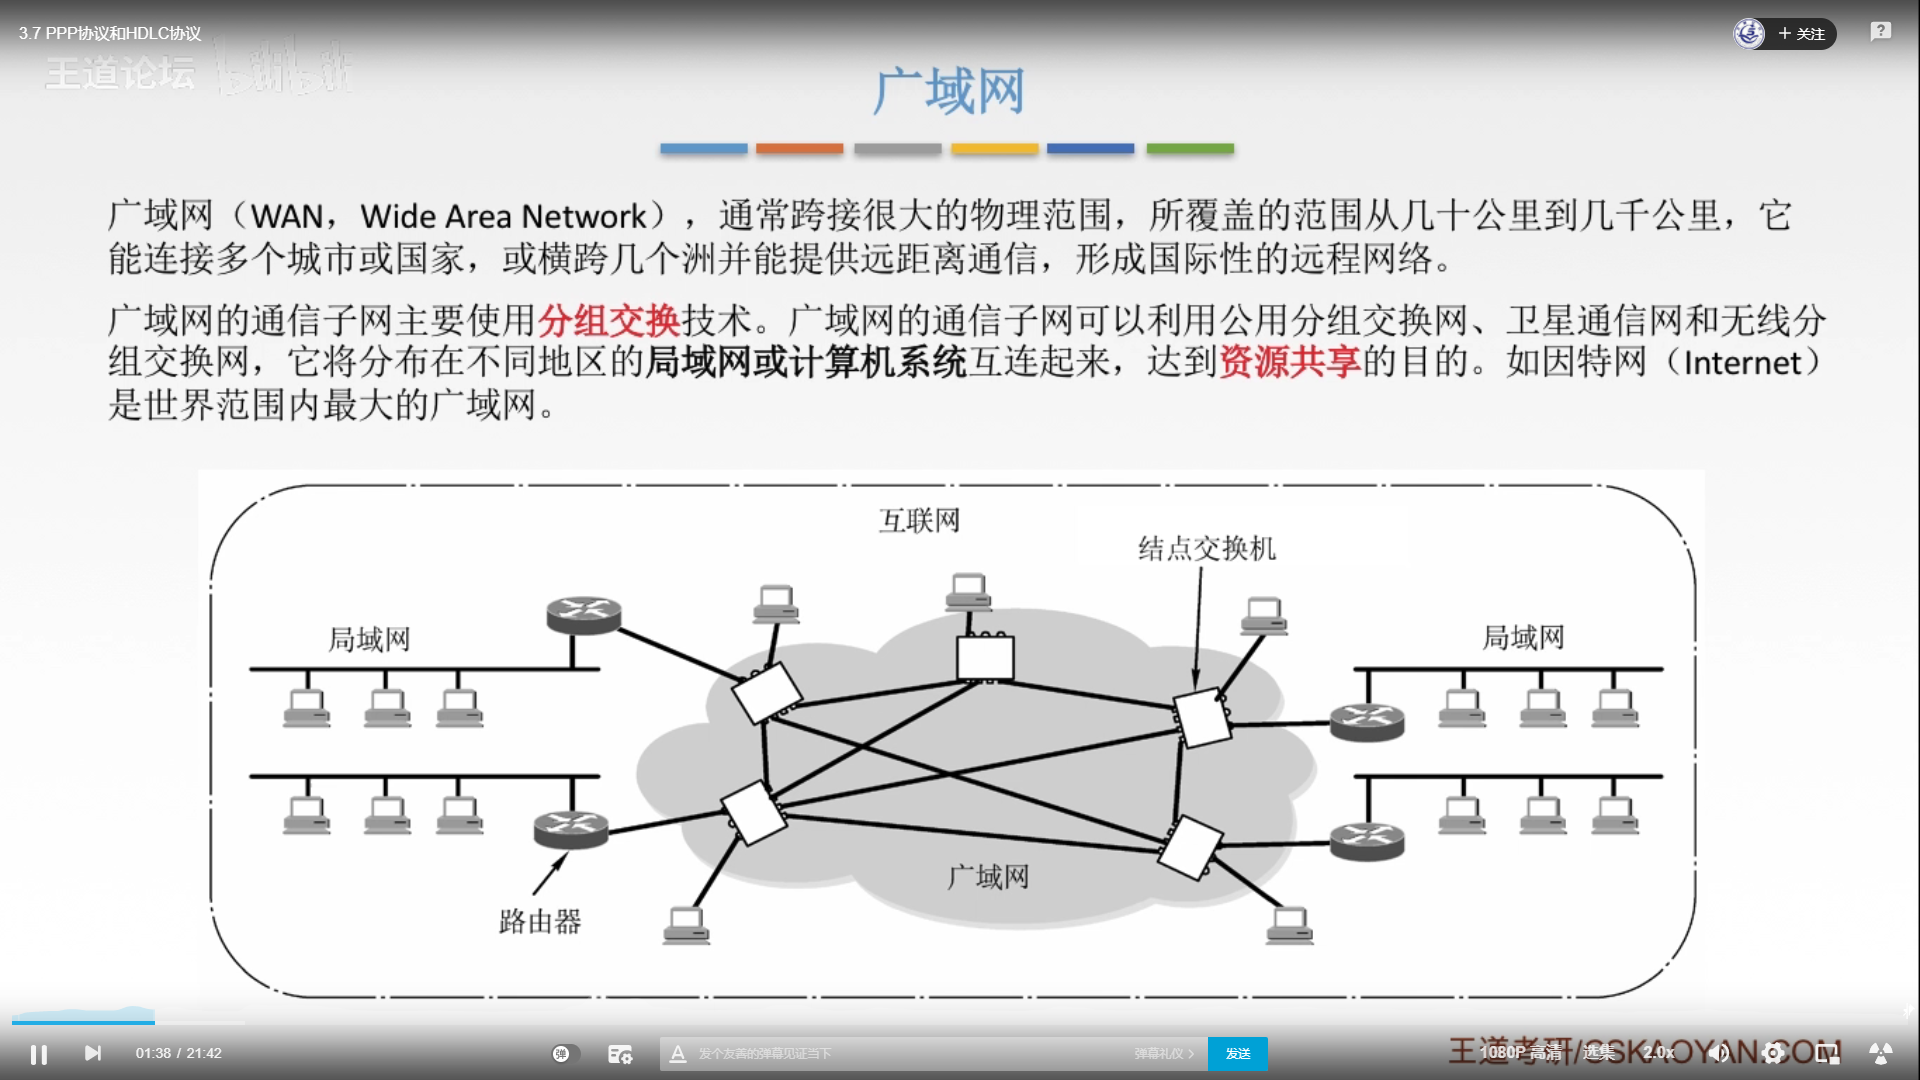 3.7 PPP协议和HDLC协议
关注
王道论坛 bilibili
广域网
广域网（WAN，Wide Area Network），通常跨接很大的物理范围，所覆盖的范围从几十公里到几千公里，它
能连接多个城市或国家，或横跨几个洲并能提供远距离通信，形成国际性的远程网络。
广域网的通信子网主要使用分组交换技术。广域网的通信子网可以利用公用分组交换网、卫星通信网和无线分
组交换网，它将分布在不同地区的局域网或计算机系统互连起来，达到资源共享的目的。如因特网（Internet）
是世界范围内最大的广域网。
互联网
结点交换机
局域网
局域网
广域网
路由器
01:38 / 21:42
弹
A 发个友善的弹幕见证当下
弹幕礼仪 >
发送
王道考研/CSKAOYAN.COM
1080P 高清
选集
2.0x